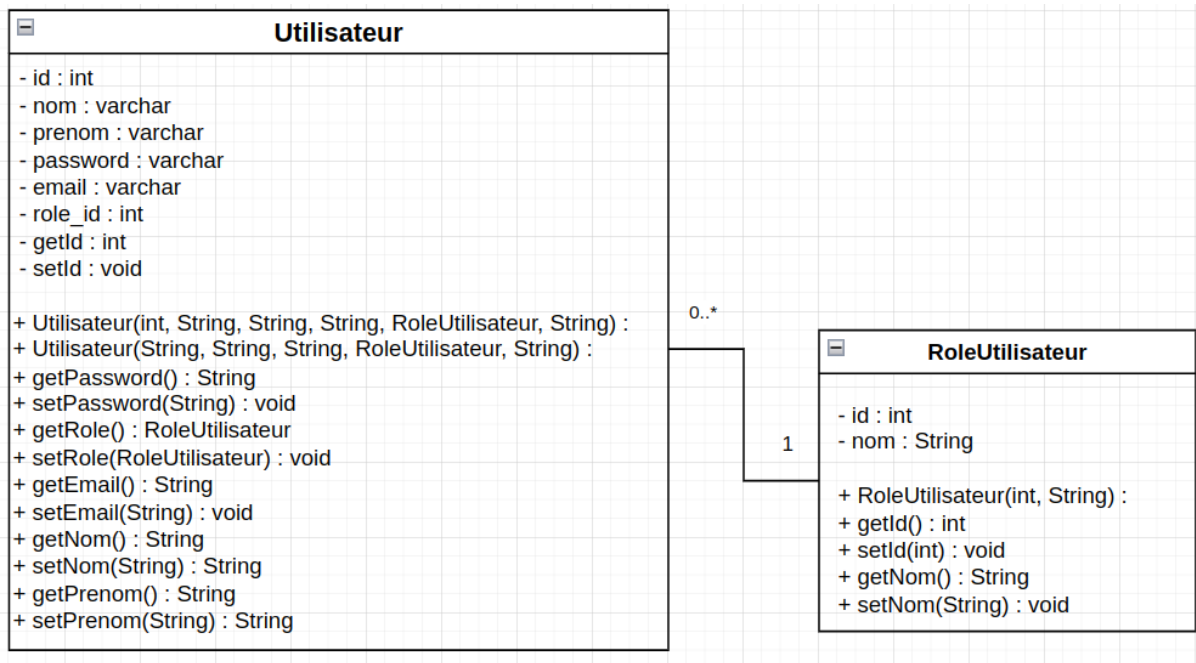 Utilisateur
- id : int
- nom : varchar
- prenom : varchar
- password : varchar
- email : varchar
- role_id : int
- getId : int
- setId : void
+ Utilisateur(int, String, String, String, RoleUtilisateur, String) :
+ Utilisateur(String, String, String, RoleUtilisateur, String) :
+ getPassword() : String
+ setPassword(String) : void
+ getRole() : RoleUtilisateur
+ setRole(RoleUtilisateur) : void
+ getEmail() : String
+ setEmail(String) : void
+ getNom() : String
+ setNom(String) : String
+ getPrenom() : String
+ setPrenom(String) : String
0..*
1
RoleUtilisateur
- id : int
- nom : String
+ RoleUtilisateur(int, String) :
+ getId() : int
+ setId(int) : void
+ getNom() : String
+ setNom(String) : void